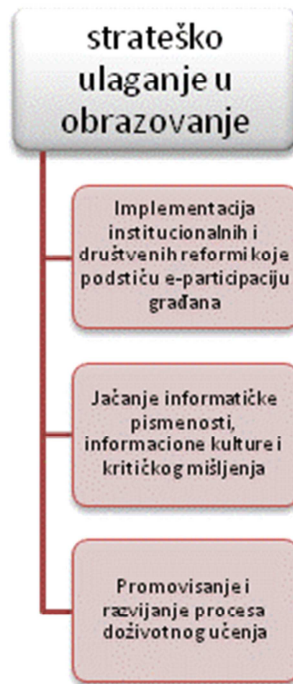 strateško
ulaganje u
obrazovanje
Implementacija
institucionalnih i
društvenih reformi koje
podstiču e-participaciju
građana
Jačanje informatičke
pismenosti,
informacione kulture i
kritičkog mišljenja
Promovisanje i
razvijanje procesa
doživotnog učenja